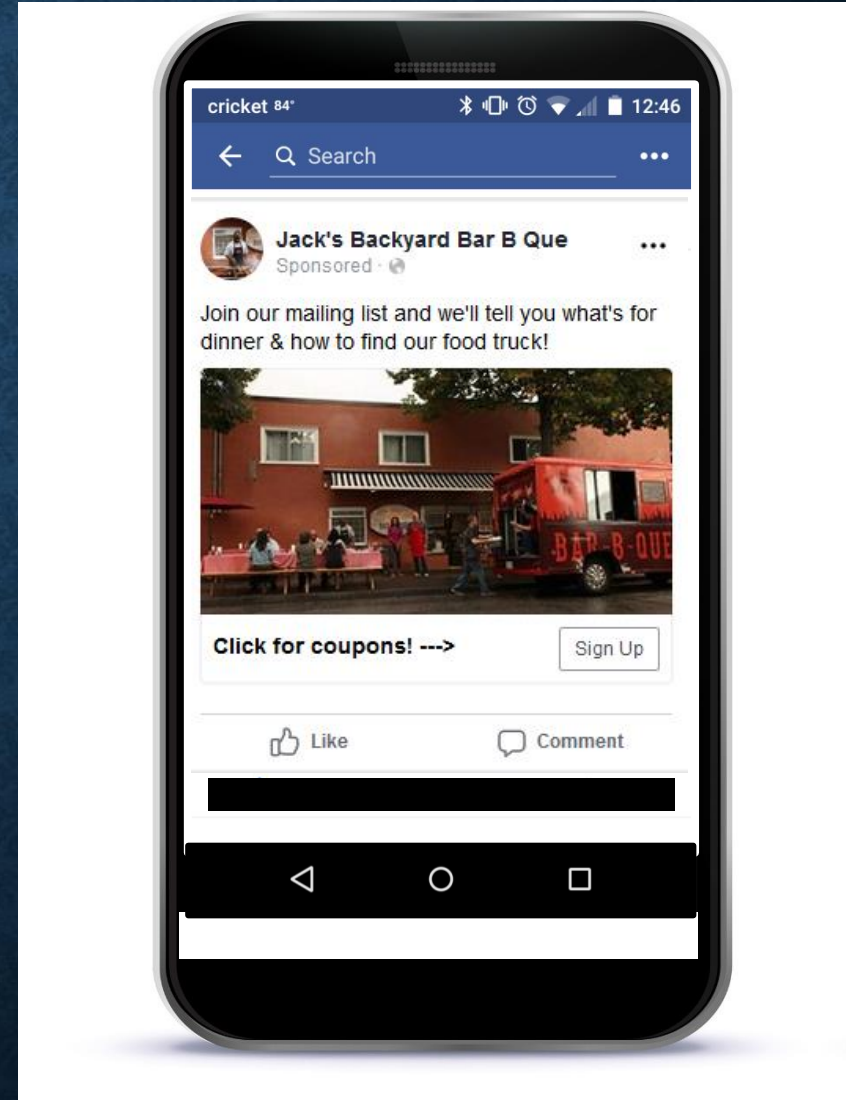 cricket 84° 12:46
Search
Jack's Backyard Bar B Que
Sponsored ·
Join our mailing list and we'll tell you what's for
dinner & how to find our food truck!
BAR-B-QUE
Click for coupons! --->
Sign Up
Like Comment